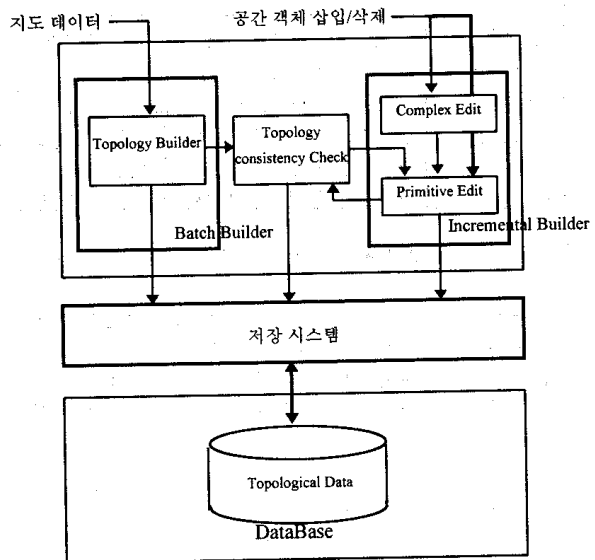 지도 데이터
공간 객체 삽입/삭제
Complex Edit
Topology Builder
Topology
consistency Check
Primitive Edit
Batch Builder
Incremental Builder
저장 시스템
Topological Data
DataBase